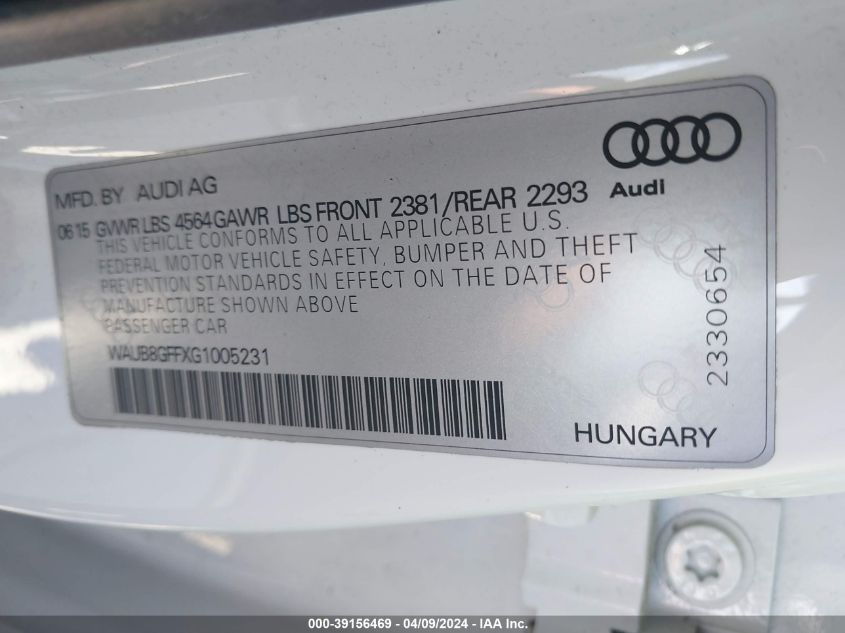 MFD. BY AUDI AG
Audi
0615 GVWR LBS 4564 GAWR LBS FRONT 2381/REAR 2293
THIS VEHICLE CONFORMS TO ALL APPLICABLE U.S.
FEDERAL MOTOR VEHICLE SAFETY, BUMPER AND THEFT
PREVENTION STANDARDS IN EFFECT ON THE DATE OF
MANUFACTURE SHOWN ABOVE
PASSENGER CAR
WAUB8GFFXG1005231
2330654
HUNGARY
000-39156469 - 04/09/2024 - IAA Inc.